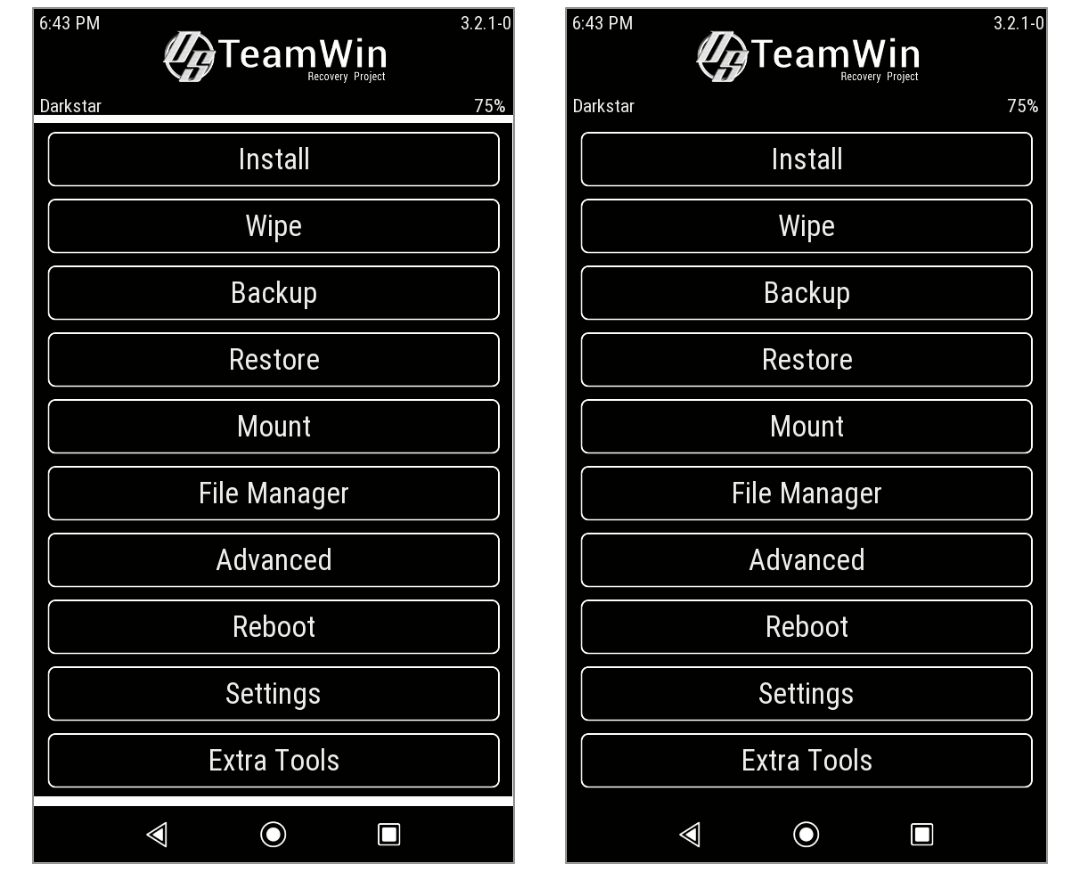 6:43 PM 3.2.1-0
TeamWin
Recovery Project
Darkstar 75%
Install
Wipe
Backup
Restore
Mount
File Manager
Advanced
Reboot
Settings
Extra Tools
6:43 PM 3.2.1-0
TeamWin
Recovery Project
Darkstar 75%
Install
Wipe
Backup
Restore
Mount
File Manager
Advanced
Reboot
Settings
Extra Tools